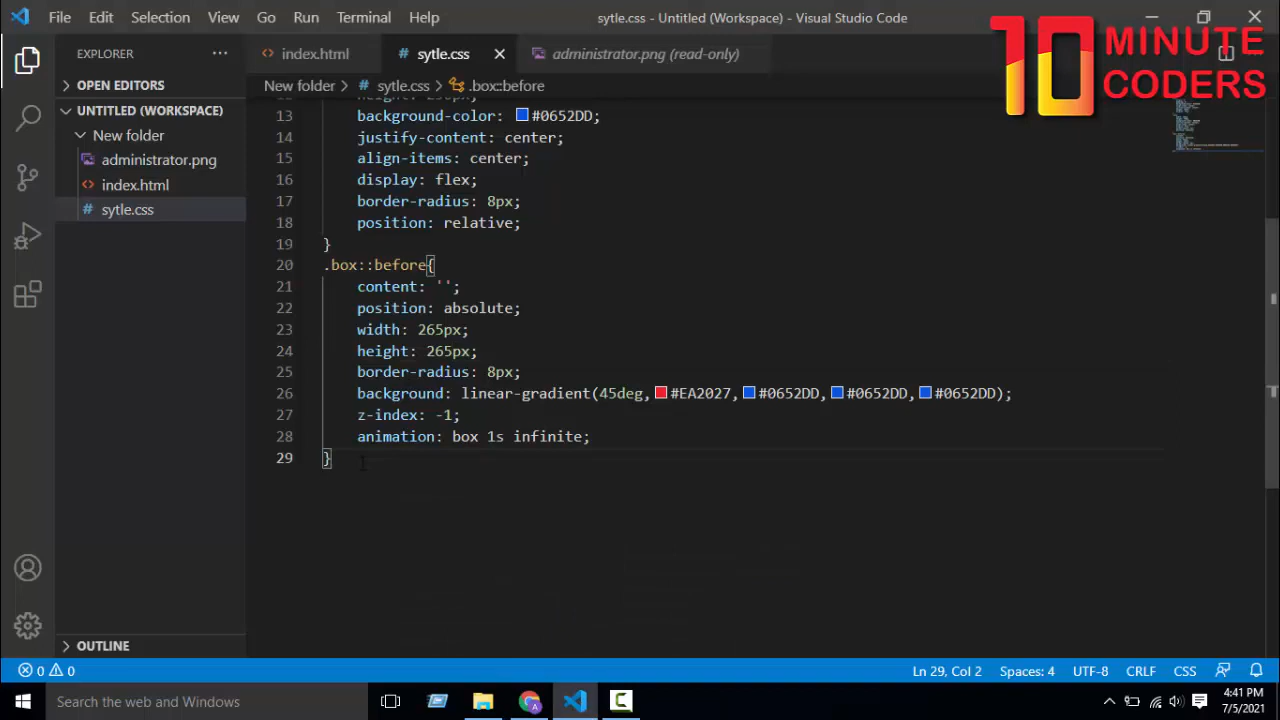 File Edit Selection View Go Run Terminal Help sytle.css - Untitled (Workspace) - Visual Studio Code
10 MINUTE
CODERS
EXPLORER ···
index.html # sytle.css administrator.png (read-only)
OPEN EDITORS
New folder > # sytle.css > .box::before
UNTITLED (WORKSPACE)
New folder
administrator.png
index.html
# sytle.css
13 background-color: #0652DD;
14 justify-content: center;
15 align-items: center;
16 display: flex;
17 border-radius: 8px;
18 position: relative;
19 }
20 .box::before{
21 content: '';
22 position: absolute;
23 width: 265px;
24 height: 265px;
25 border-radius: 8px;
26 background: linear-gradient(45deg,#EA2027,#0652DD,#0652DD,#0652DD);
27 z-index: -1;
28 animation: box 1s infinite;
29 }
OUTLINE
0 0 Ln 29, Col 2 Spaces: 4 UTF-8 CRLF CSS
Search the web and Windows
4:41 PM
7/5/2021